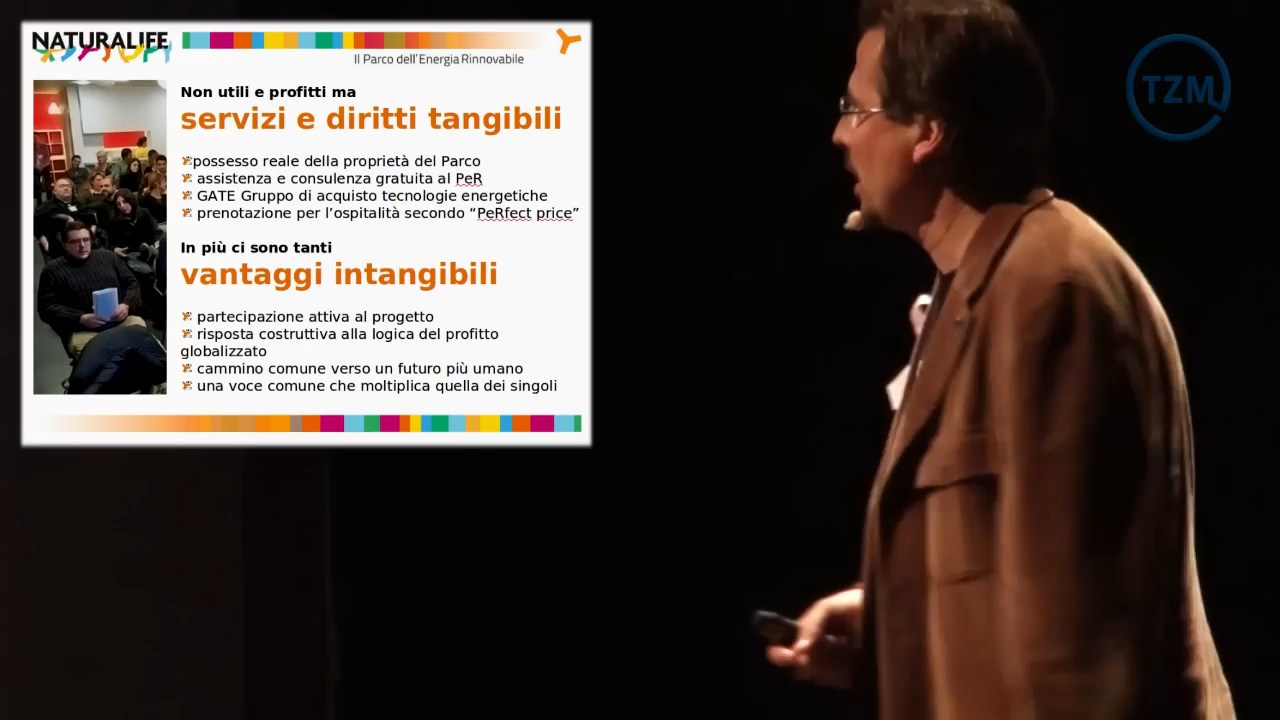 NATURALIFE
Il Parco dell'Energia Rinnovabile
Non utili e profitti ma
servizi e diritti tangibili
possesso reale della proprietà del Parco
assistenza e consulenza gratuita al PeR
GATE Gruppo di acquisto tecnologie energetiche
prenotazione per l'ospitalità secondo “PeRfect price”
In più ci sono tanti
vantaggi intangibili
partecipazione attiva al progetto
risposta costruttiva alla logica del profitto
globalizzato
cammino comune verso un futuro più umano
una voce comune che moltiplica quella dei singoli
TZM